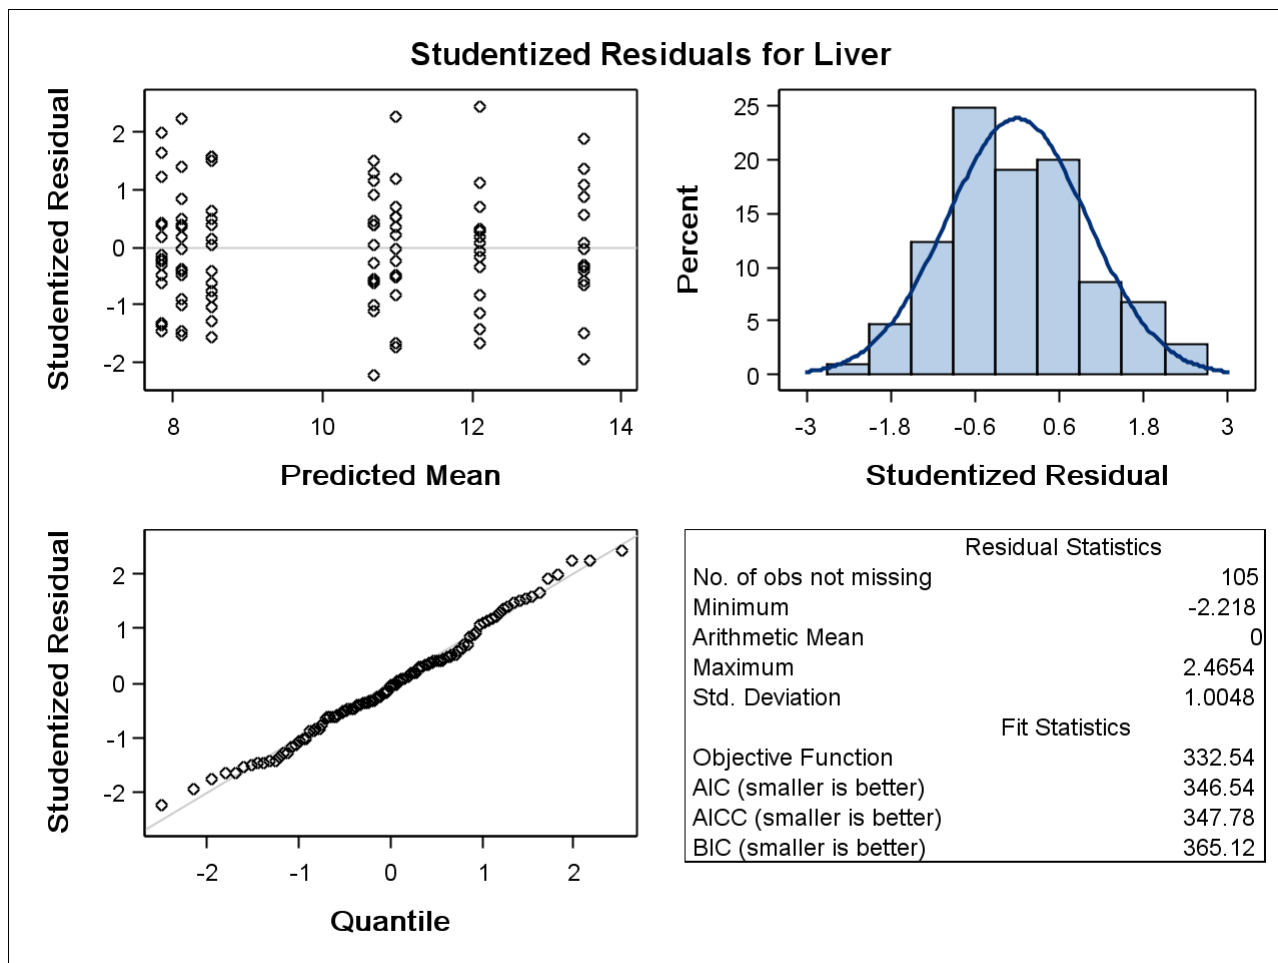 Studentized Residuals for Liver
Studentized Residual
2
1
0
-1
-2
8 10 12 14
Predicted Mean
Percent
25
20
15
10
5
0
-3 -1.8 -0.6 0.6 1.8 3
Studentized Residual
Studentized Residual
2
1
0
-1
-2
-2 -1 0 1 2
Quantile
Residual Statistics
No. of obs not missing 105
Minimum -2.218
Arithmetic Mean 0
Maximum 2.4654
Std. Deviation 1.0048
Fit Statistics
Objective Function 332.54
AIC (smaller is better) 346.54
AICC (smaller is better) 347.78
BIC (smaller is better) 365.12